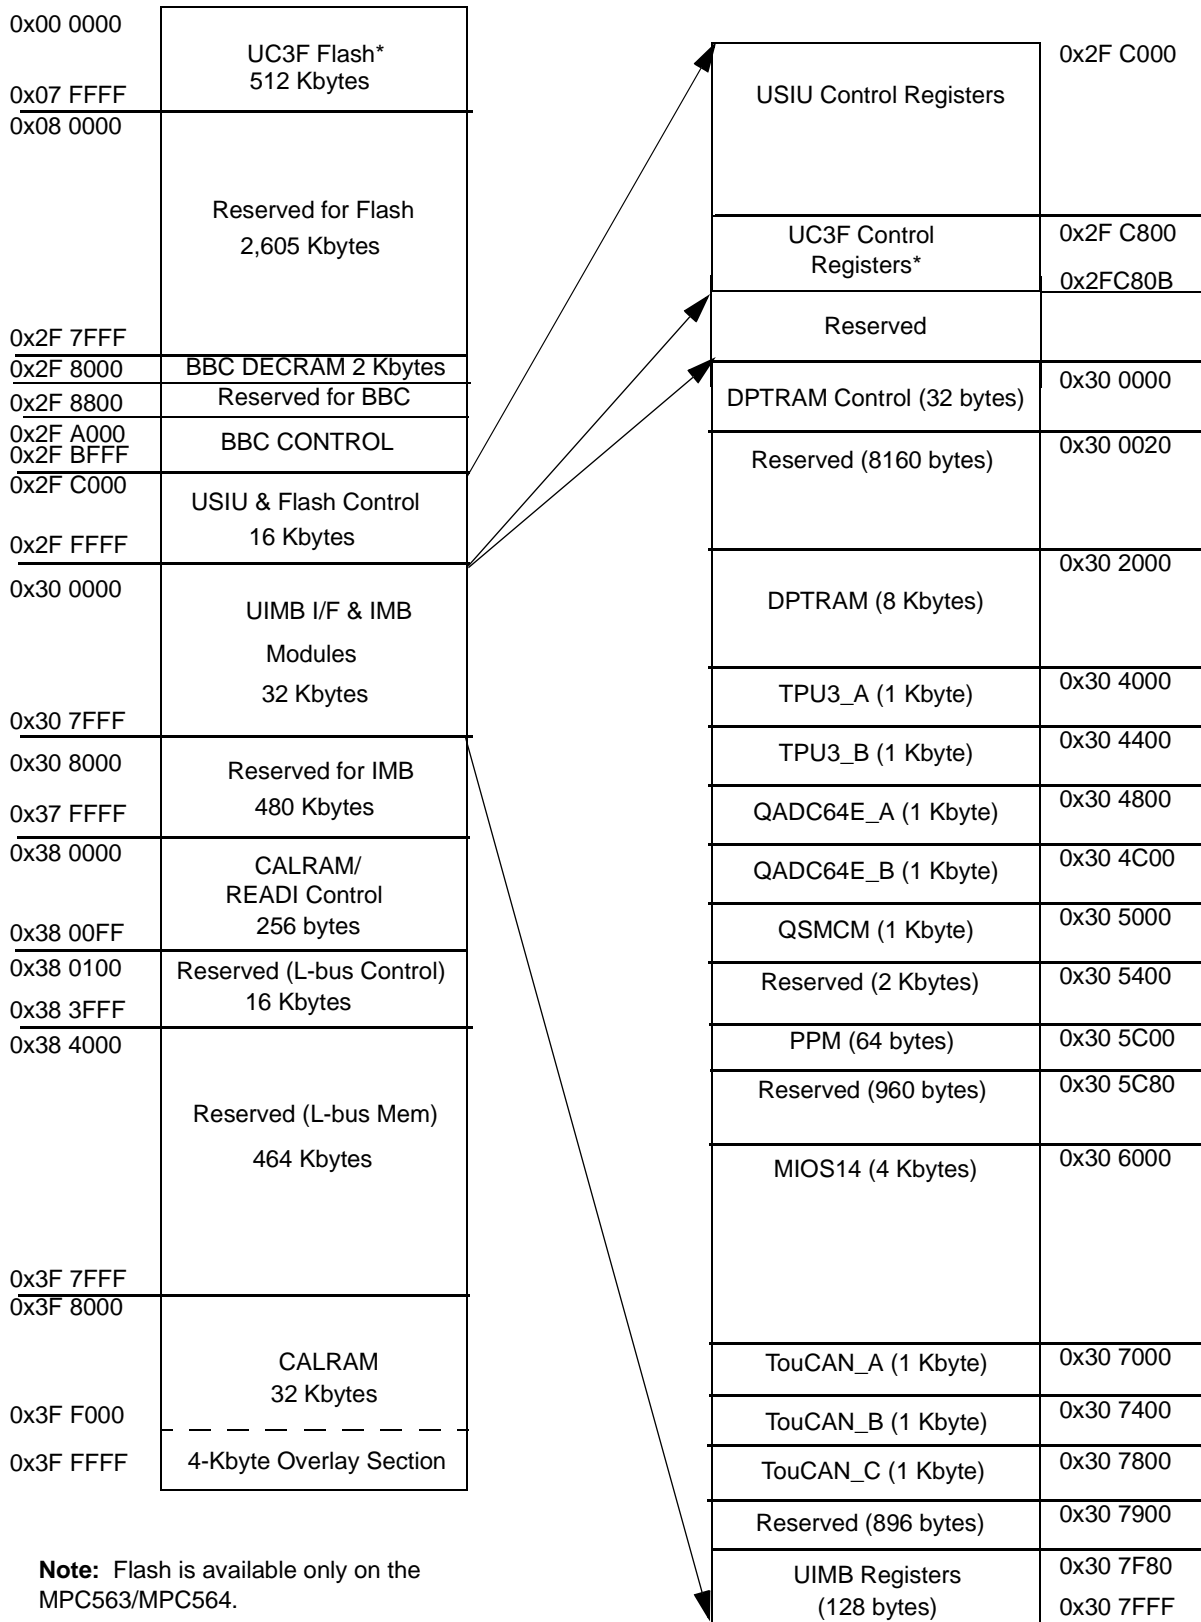 0x00 0000
UC3F Flash*
512 Kbytes
0x07 FFFF
0x08 0000
Reserved for Flash
2,605 Kbytes
0x2F 7FFF
0x2F 8000
BBC DECRAM 2 Kbytes
0x2F 8800
Reserved for BBC
0x2F A000
BBC CONTROL
0x2F BFFF
0x2F C000
USIU & Flash Control
16 Kbytes
0x2F FFFF
0x30 0000
UIMB I/F & IMB
Modules
32 Kbytes
0x30 7FFF
0x30 8000
Reserved for IMB
480 Kbytes
0x37 FFFF
0x38 0000
CALRAM/
READI Control
256 bytes
0x38 00FF
0x38 0100
Reserved (L-bus Control)
16 Kbytes
0x38 3FFF
0x38 4000
Reserved (L-bus Mem)
464 Kbytes
0x3F 7FFF
0x3F 8000
CALRAM
32 Kbytes
0x3F F000
4-Kbyte Overlay Section
0x3F FFFF
Note: Flash is available only on the
MPC563/MPC564.
USIU Control Registers
0x2F C000
UC3F Control
Registers*
0x2F C800
0x2FC80B
Reserved
DPTRAM Control (32 bytes)
0x30 0000
Reserved (8160 bytes)
0x30 0020
DPTRAM (8 Kbytes)
0x30 2000
TPU3_A (1 Kbyte)
0x30 4000
TPU3_B (1 Kbyte)
0x30 4400
QADC64E_A (1 Kbyte)
0x30 4800
QADC64E_B (1 Kbyte)
0x30 4C00
QSMCM (1 Kbyte)
0x30 5000
Reserved (2 Kbytes)
0x30 5400
PPM (64 bytes)
0x30 5C00
Reserved (960 bytes)
0x30 5C80
MIOS14 (4 Kbytes)
0x30 6000
TouCAN_A (1 Kbyte)
0x30 7000
TouCAN_B (1 Kbyte)
0x30 7400
TouCAN_C (1 Kbyte)
0x30 7800
Reserved (896 bytes)
0x30 7900
UIMB Registers
(128 bytes)
0x30 7F80
0x30 7FFF